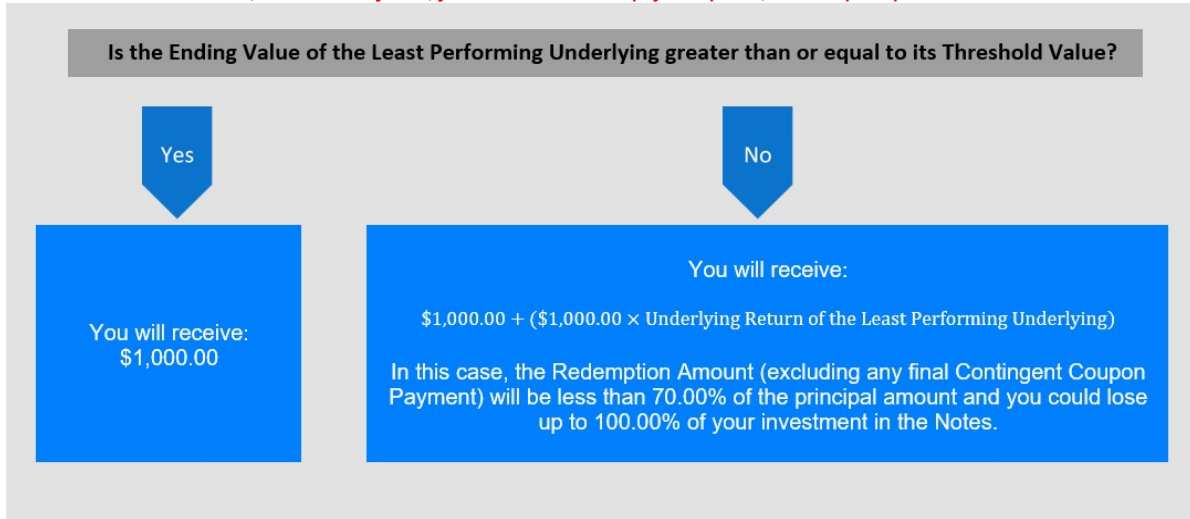 Is the Ending Value of the Least Performing Underlying greater than or equal to its Threshold Value?
Yes
No
You will receive:
$1,000.00
You will receive:
$1,000.00 + ($1,000.00 × Underlying Return of the Least Performing Underlying)
In this case, the Redemption Amount (excluding any final Contingent Coupon
Payment) will be less than 70.00% of the principal amount and you could lose
up to 100.00% of your investment in the Notes.